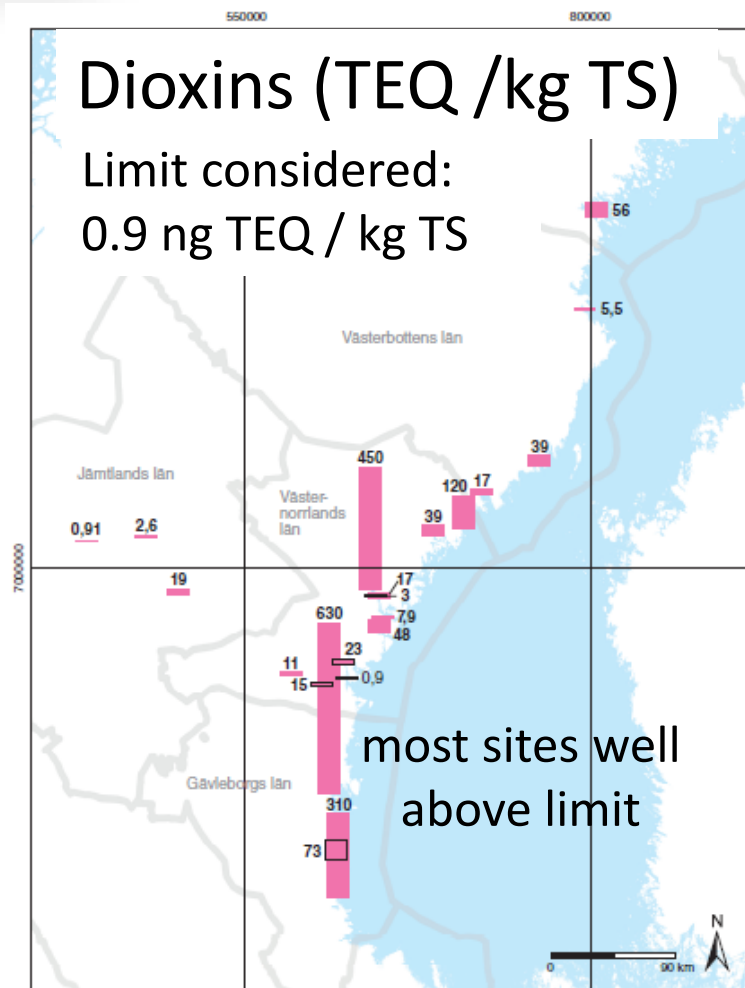 550000
800000
Dioxins (TEQ /kg TS)
Limit considered:
0.9 ng TEQ / kg TS
56
5,5
Västerbottens län
39
450
Jämtlands län
17
120
Väster-
norrlands
län
39
0,91
2,6
7000000
19
17
3
630
7,9
48
23
11
0,9
15
most sites well
above limit
Gävleborgs län
310
73
N
0
90 km